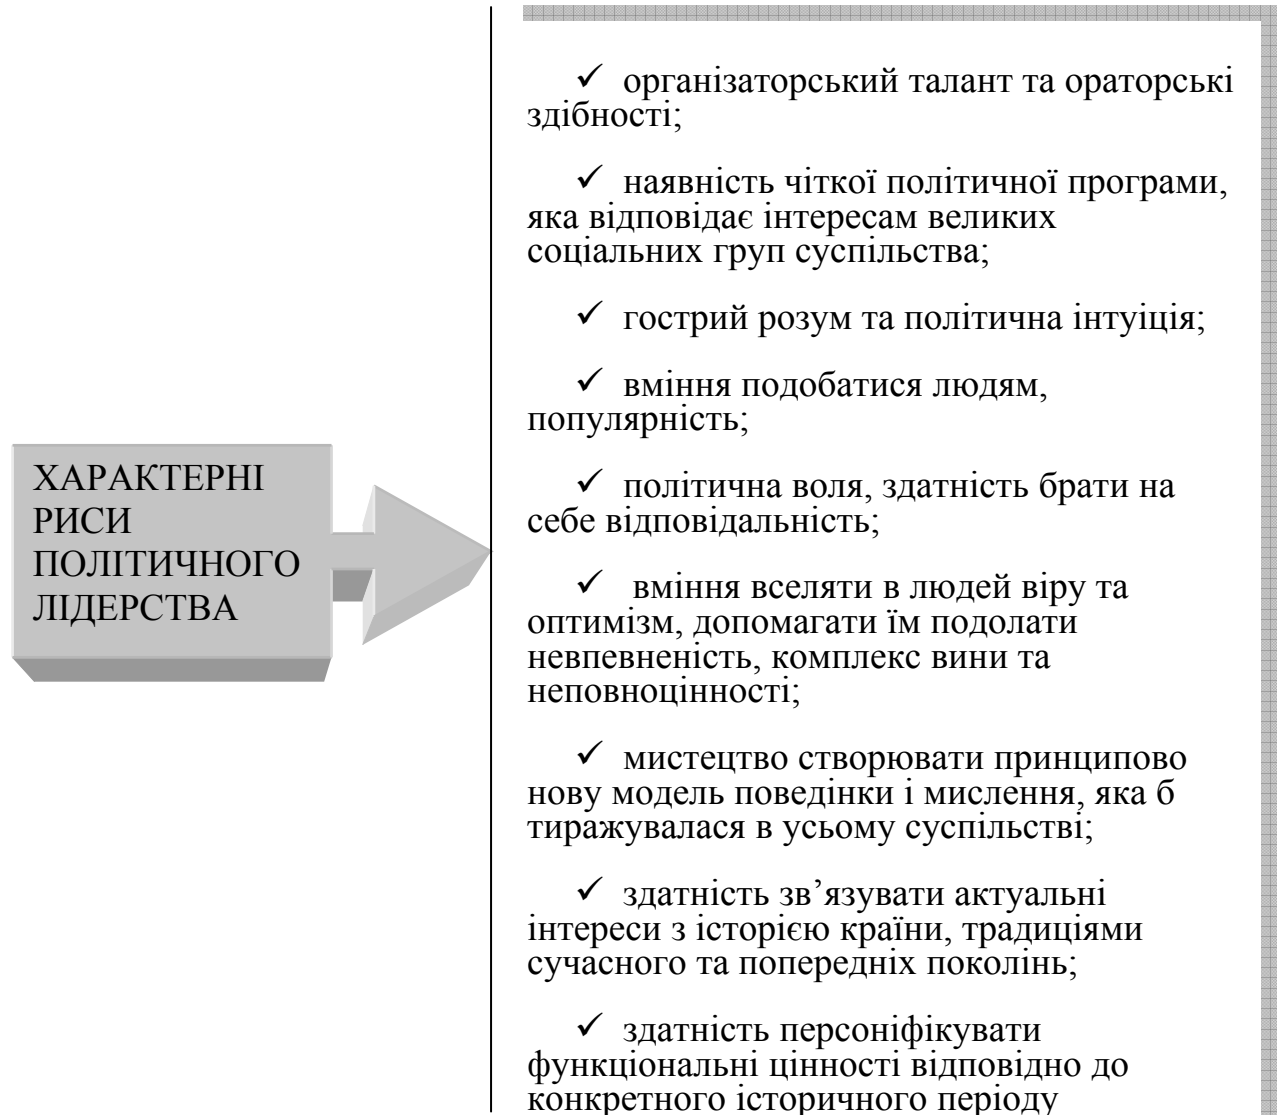 ХАРАКТЕРНІ
РИСИ
ПОЛІТИЧНОГО
ЛІДЕРСТВА
✓ організаторський талант та ораторські
здібності;
✓ наявність чіткої політичної програми,
яка відповідає інтересам великих
соціальних груп суспільства;
✓ гострий розум та політична інтуіція;
✓ вміння подобатися людям,
популярність;
✓ політична воля, здатність брати на
себе відповідальність;
✓ вміння вселяти в людей віру та
оптимізм, допомагати їм подолати
невпевненість, комплекс вини та
неповноцінності;
✓ мистецтво створювати принципово
нову модель поведінки і мислення, яка б
тиражувалася в усьому суспільстві;
✓ здатність зв’язувати актуальні
інтереси з історією країни, традиціями
сучасного та попередніх поколінь;
✓ здатність персоніфікувати
функціональні цінності відповідно до
конкретного історичного періоду